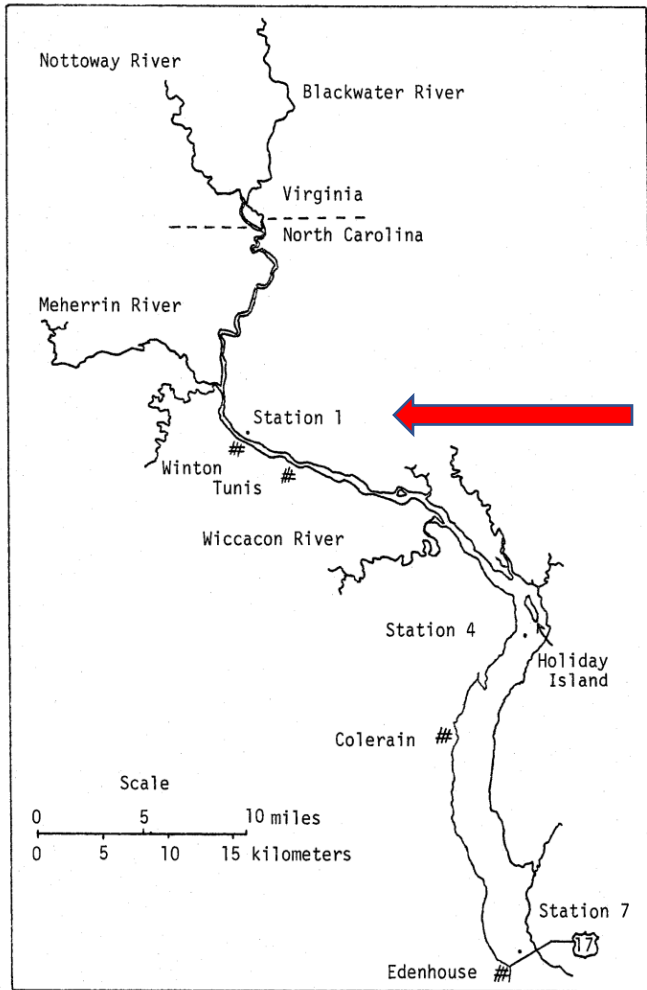 Nottoway River
Blackwater River
Virginia
North Carolina
Meherrin River
Station 1
Winton
Tunis
Wiccacon River
Station 4
Holiday
Island
Colerain
Scale
0 5 10 miles
0 5 10 15 kilometers
Station 7
17
Edenhouse